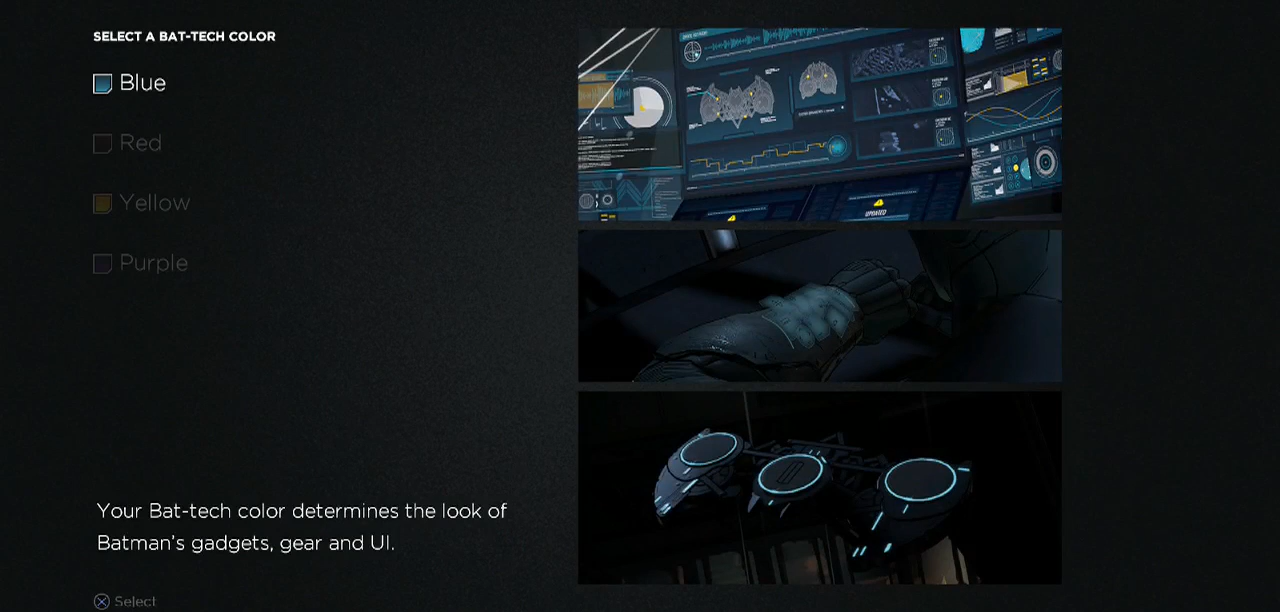 SELECT A BAT-TECH COLOR
Blue
Red
Yellow
Purple
Your Bat-tech color determines the look of
Batman's gadgets, gear and UI.
Select
UPDATED